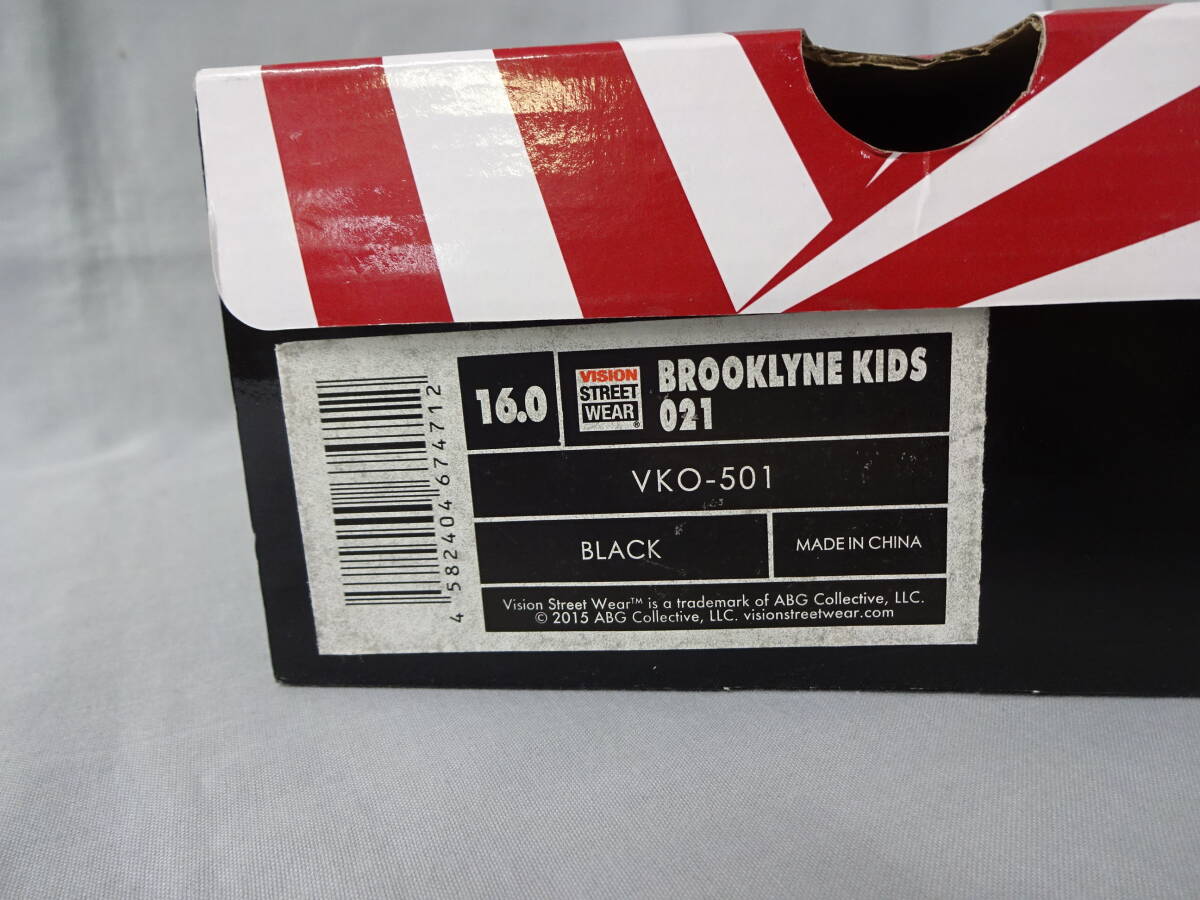 16.0
VISION
STREET
WEAR®
BROOKLYNE KIDS
021
VKO-501
BLACK
MADE IN CHINA
Vision Street Wear™ is a trademark of ABG Collective, LLC.
© 2015 ABG Collective, LLC. visionstreetwear.com
4 582404 674712